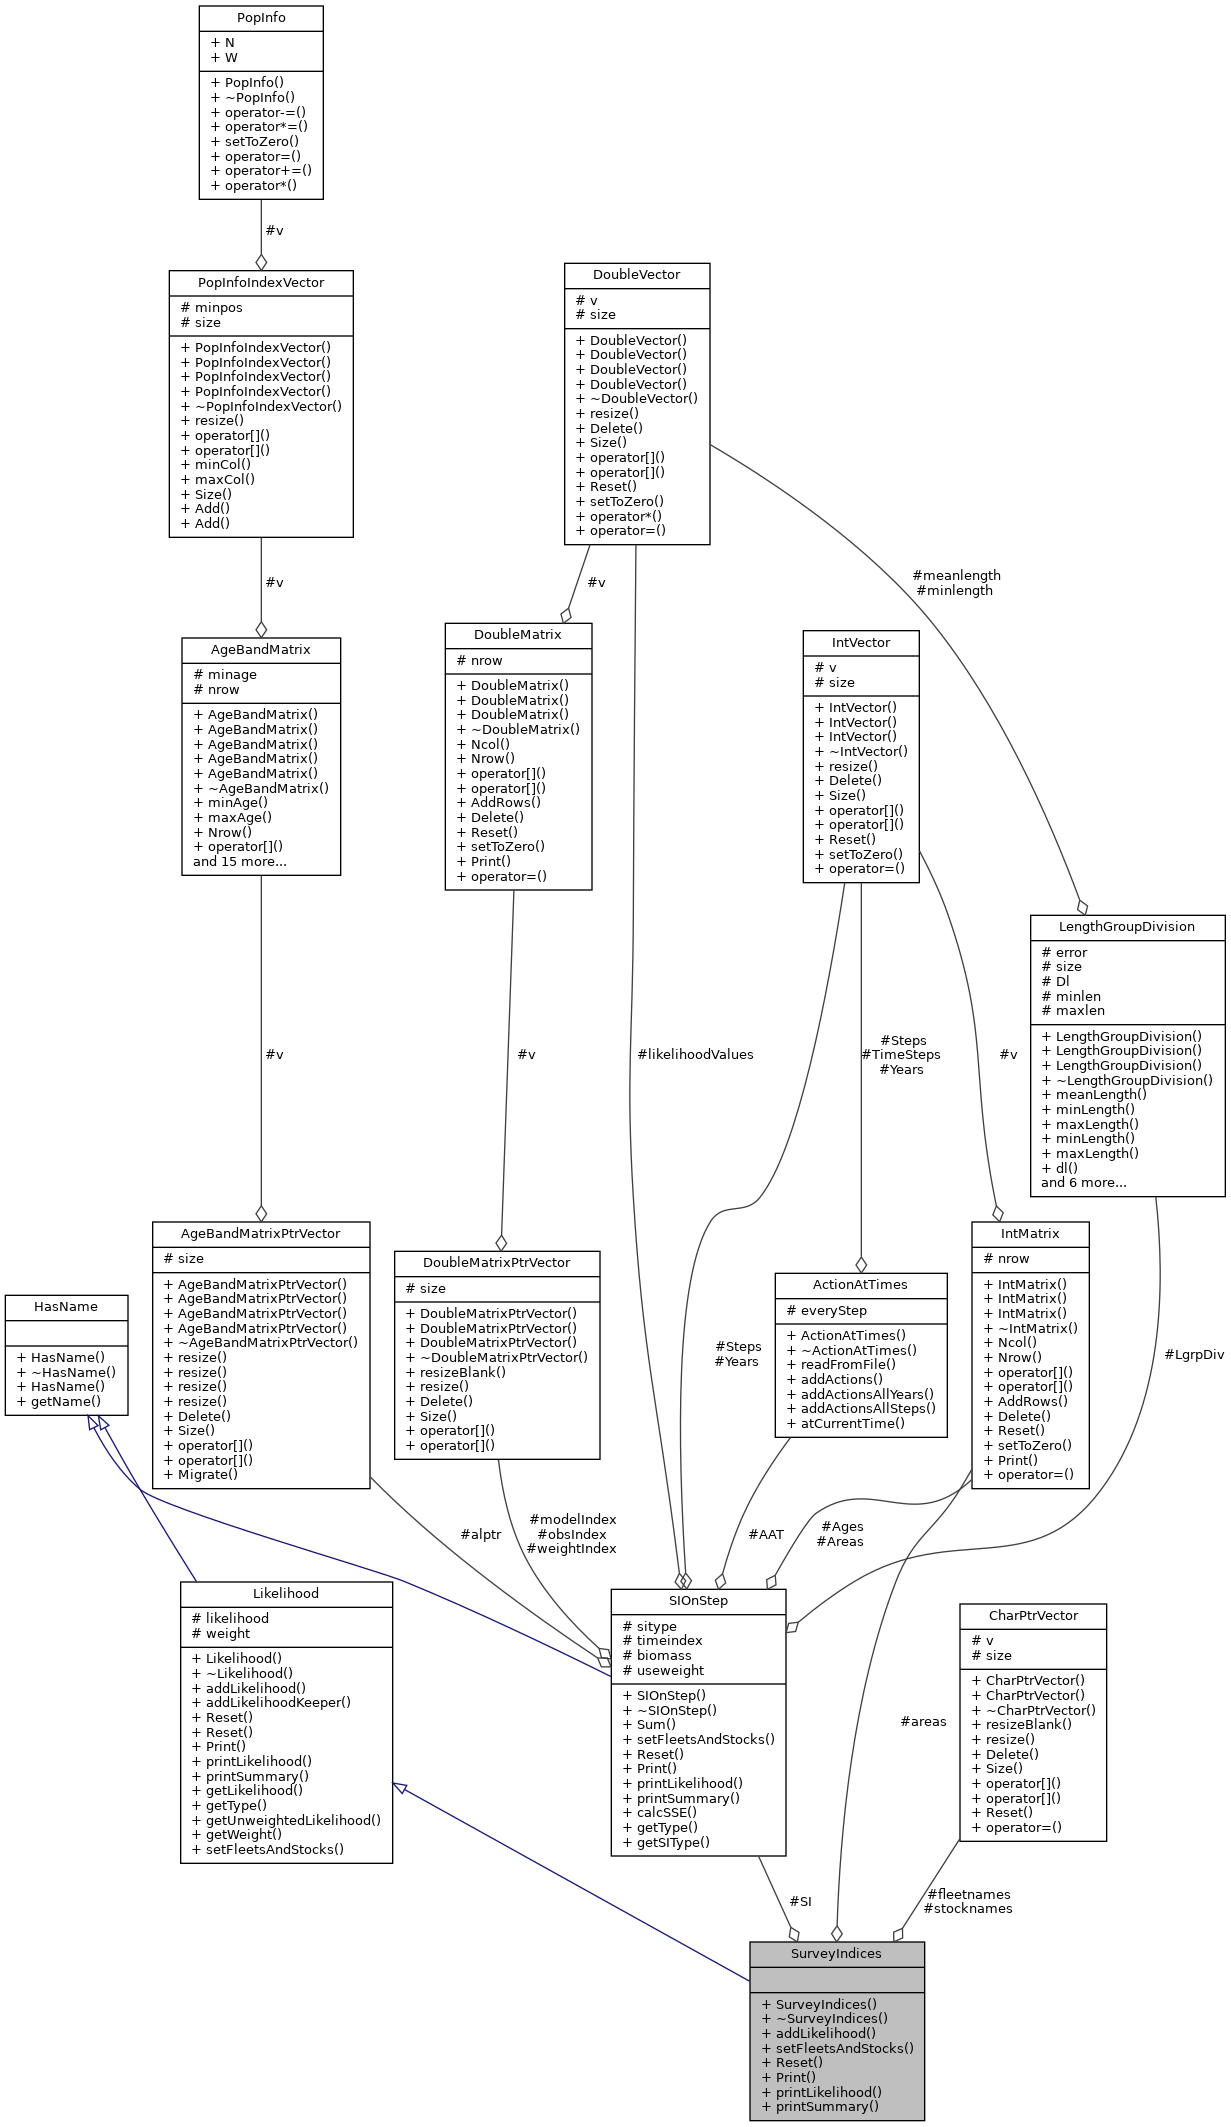 PopInfo
+ N
+ W
+ PopInfo()
+ ~PopInfo()
+ operator-=()
+ operator*=()
+ setToZero()
+ operator=()
+ operator+=()
+ operator*()
#v
PopInfoIndexVector
# minpos
# size
+ PopInfoIndexVector()
+ PopInfoIndexVector()
+ PopInfoIndexVector()
+ PopInfoIndexVector()
+ ~PopInfoIndexVector()
+ resize()
+ operator[]()
+ operator[]()
+ minCol()
+ maxCol()
+ Size()
+ Add()
+ Add()
#v
DoubleVector
# v
# size
+ DoubleVector()
+ DoubleVector()
+ DoubleVector()
+ DoubleVector()
+ ~DoubleVector()
+ resize()
+ Delete()
+ Size()
+ operator[]()
+ operator[]()
+ Reset()
+ setToZero()
+ operator*()
+ operator=()
#v
#meanlength
#minlength
AgeBandMatrix
# minage
# nrow
+ AgeBandMatrix()
+ AgeBandMatrix()
+ AgeBandMatrix()
+ AgeBandMatrix()
+ AgeBandMatrix()
+ ~AgeBandMatrix()
+ minAge()
+ maxAge()
+ Nrow()
+ operator[]()
and 15 more...
#v
DoubleMatrix
# nrow
+ DoubleMatrix()
+ DoubleMatrix()
+ DoubleMatrix()
+ ~DoubleMatrix()
+ Ncol()
+ Nrow()
+ operator[]()
+ operator[]()
+ AddRows()
+ Delete()
+ Reset()
+ setToZero()
+ Print()
+ operator=()
#v
#likelihoodValues
IntVector
# v
# size
+ IntVector()
+ IntVector()
+ IntVector()
+ ~IntVector()
+ resize()
+ Delete()
+ Size()
+ operator[]()
+ operator[]()
+ Reset()
+ setToZero()
+ operator=()
#Steps
#TimeSteps
#Years
#v
LengthGroupDivision
# error
# size
# Dl
# minlen
# maxlen
+ LengthGroupDivision()
+ LengthGroupDivision()
+ LengthGroupDivision()
+ ~LengthGroupDivision()
+ meanLength()
+ minLength()
+ maxLength()
+ minLength()
+ maxLength()
+ dl()
and 6 more...
#LgrpDiv
HasName
+ HasName()
+ ~HasName()
+ HasName()
+ getName()
AgeBandMatrixPtrVector
# size
+ AgeBandMatrixPtrVector()
+ AgeBandMatrixPtrVector()
+ AgeBandMatrixPtrVector()
+ AgeBandMatrixPtrVector()
+ ~AgeBandMatrixPtrVector()
+ resize()
+ resize()
+ resize()
+ resize()
+ Delete()
+ Size()
+ operator[]()
+ operator[]()
+ Migrate()
#alptr
DoubleMatrixPtrVector
# size
+ DoubleMatrixPtrVector()
+ DoubleMatrixPtrVector()
+ DoubleMatrixPtrVector()
+ ~DoubleMatrixPtrVector()
+ resizeBlank()
+ resize()
+ Delete()
+ Size()
+ operator[]()
+ operator[]()
#modelIndex
#obsIndex
#weightIndex
#Steps
#Years
ActionAtTimes
# everyStep
+ ActionAtTimes()
+ ~ActionAtTimes()
+ readFromFile()
+ addActions()
+ addActionsAllYears()
+ addActionsAllSteps()
+ atCurrentTime()
#AAT
IntMatrix
# nrow
+ IntMatrix()
+ IntMatrix()
+ IntMatrix()
+ ~IntMatrix()
+ Ncol()
+ Nrow()
+ operator[]()
+ operator[]()
+ AddRows()
+ Delete()
+ Reset()
+ setToZero()
+ Print()
+ operator=()
#Ages
#Areas
Likelihood
# likelihood
# weight
+ Likelihood()
+ ~Likelihood()
+ addLikelihood()
+ addLikelihoodKeeper()
+ Reset()
+ Reset()
+ Print()
+ printLikelihood()
+ printSummary()
+ getLikelihood()
+ getType()
+ getUnweightedLikelihood()
+ getWeight()
+ setFleetsAndStocks()
SIOnStep
# sitype
# timeindex
# biomass
# useweight
+ SIOnStep()
+ ~SIOnStep()
+ Sum()
+ setFleetsAndStocks()
+ Reset()
+ Print()
+ printLikelihood()
+ printSummary()
+ calcSSE()
+ getType()
+ getSIType()
#SI
#areas
CharPtrVector
# v
# size
+ CharPtrVector()
+ CharPtrVector()
+ ~CharPtrVector()
+ resizeBlank()
+ resize()
+ Delete()
+ Size()
+ operator[]()
+ operator[]()
+ Reset()
+ operator=()
#fleetnames
#stocknames
SurveyIndices
+ SurveyIndices()
+ ~SurveyIndices()
+ addLikelihood()
+ setFleetsAndStocks()
+ Reset()
+ Print()
+ printLikelihood()
+ printSummary()